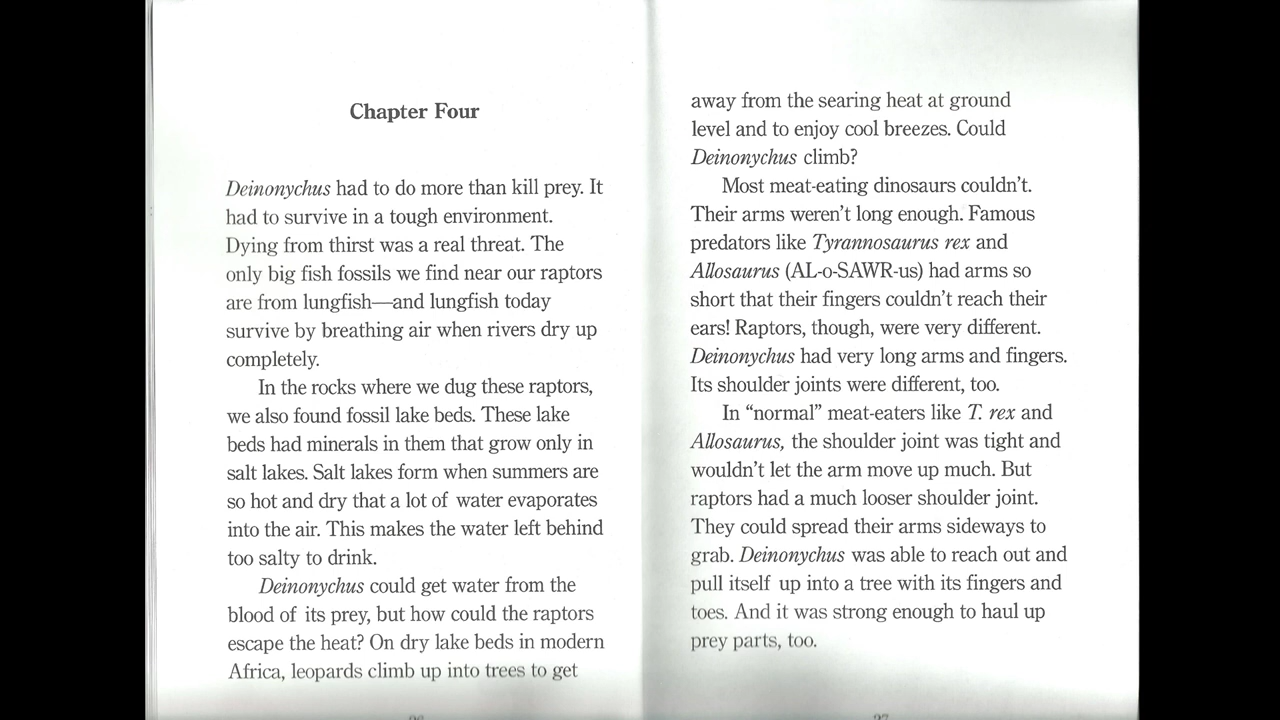 Chapter Four
Deinonychus had to do more than kill prey. It
had to survive in a tough environment.
Dying from thirst was a real threat. The
only big fish fossils we find near our raptors
are from lungfish—and lungfish today
survive by breathing air when rivers dry up
completely.
In the rocks where we dug these raptors,
we also found fossil lake beds. These lake
beds had minerals in them that grow only in
salt lakes. Salt lakes form when summers are
so hot and dry that a lot of water evaporates
into the air. This makes the water left behind
too salty to drink.
Deinonychus could get water from the
blood of its prey, but how could the raptors
escape the heat? On dry lake beds in modern
Africa, leopards climb up into trees to get
away from the searing heat at ground
level and to enjoy cool breezes. Could
Deinonychus climb?
Most meat-eating dinosaurs couldn't.
Their arms weren't long enough. Famous
predators like Tyrannosaurus rex and
Allosaurus (AL-o-SAWR-us) had arms so
short that their fingers couldn't reach their
ears! Raptors, though, were very different.
Deinonychus had very long arms and fingers.
Its shoulder joints were different, too.
In “normal” meat-eaters like T. rex and
Allosaurus, the shoulder joint was tight and
wouldn't let the arm move up much. But
raptors had a much looser shoulder joint.
They could spread their arms sideways to
grab. Deinonychus was able to reach out and
pull itself up into a tree with its fingers and
toes. And it was strong enough to haul up
prey parts, too.